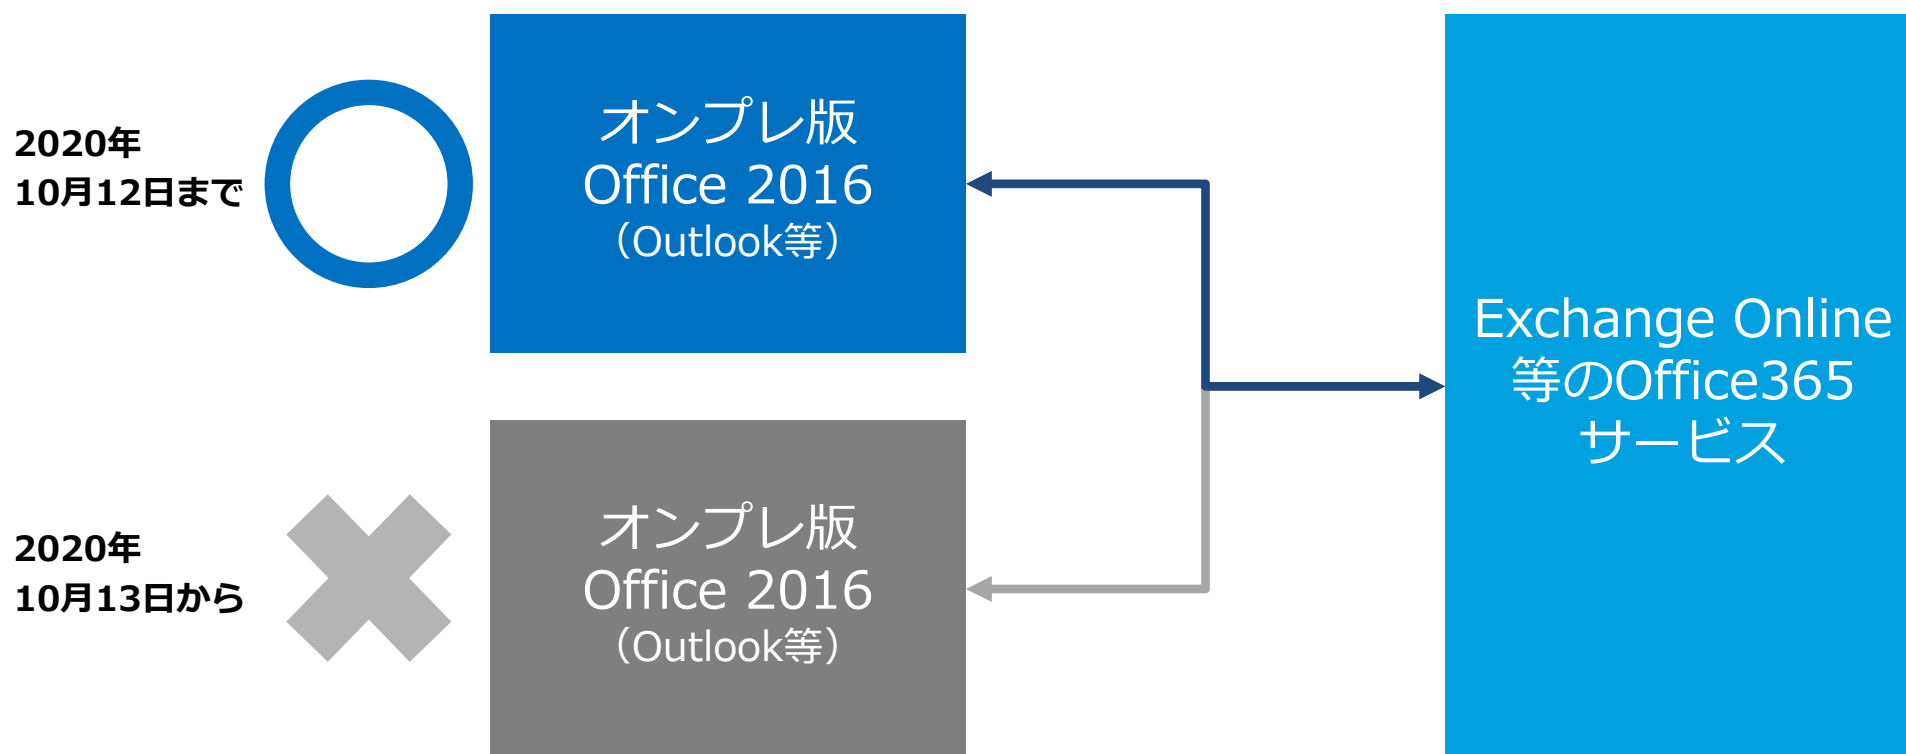 2020年
10月12日まで
オンプレ版
Office 2016
（Outlook等）
2020年
10月13日から
オンプレ版
Office 2016
（Outlook等）
Exchange Online
等のOffice365
サービス